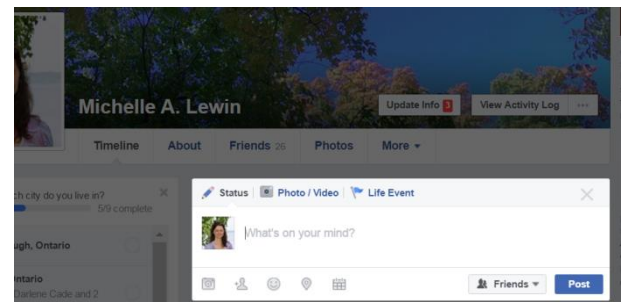 Michelle A. Lewin
Update Info 3
View Activity Log ...
Timeline About Friends 26 Photos More
ch city do you live in?
5/9 complete
ugh, Ontario
Ontario
Darlene Cade and 2
Status Photo / Video Life Event
What's on your mind?
Friends
Post